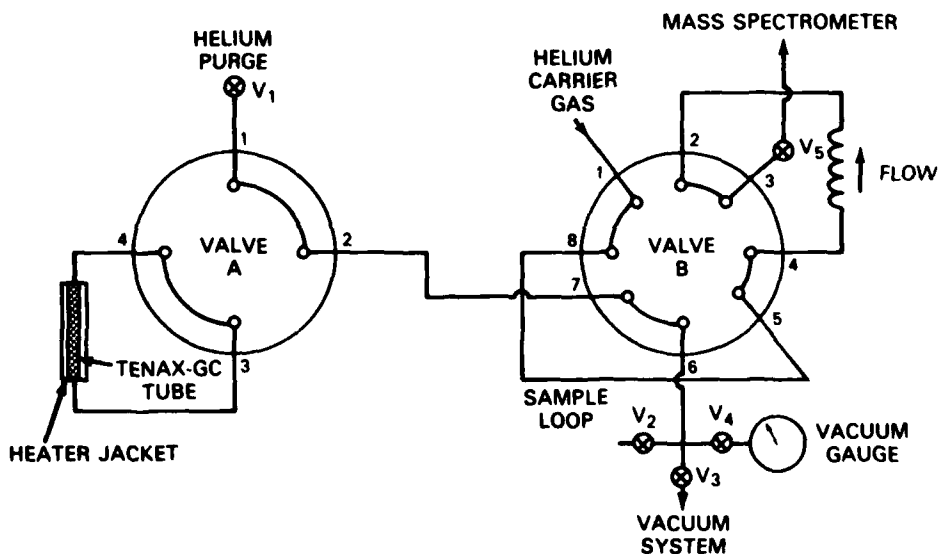 MASS SPECTROMETER
HELIUM
PURGE
V1
HELIUM
CARRIER
GAS
1
2
1
V5
3
FLOW
4
VALVE
A
2
8
VALVE
B
4
7
5
TENAX-GC
TUBE
3
6
SAMPLE
LOOP
HEATER JACKET
V2
V4
VACUUM
GAUGE
V3
VACUUM
SYSTEM